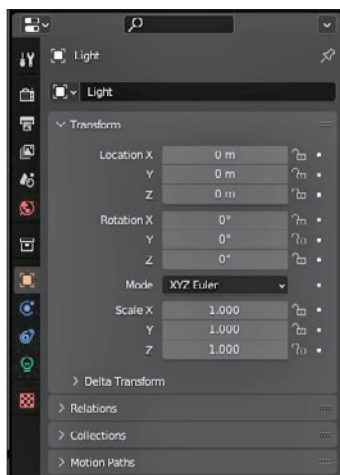 Light
Light
Transform
Location X 0 m
Y 0 m
Z 0 m
Rotation X 0°
Y 0°
Z 0°
Mode XYZ Euler
Scale X 1.000
Y 1.000
Z 1.000
Delta Transform
Relations
Collections
Motion Paths